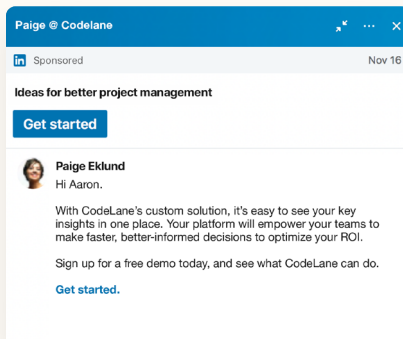 Paige @ Codelane
in Sponsored
Nov 16
Ideas for better project management
Get started
Paige Eklund
Hi Aaron.
With CodeLane’s custom solution, it’s easy to see your key
insights in one place. Your platform will empower your teams to
make faster, better-informed decisions to optimize your ROI.
Sign up for a free demo today, and see what CodeLane can do.
Get started.